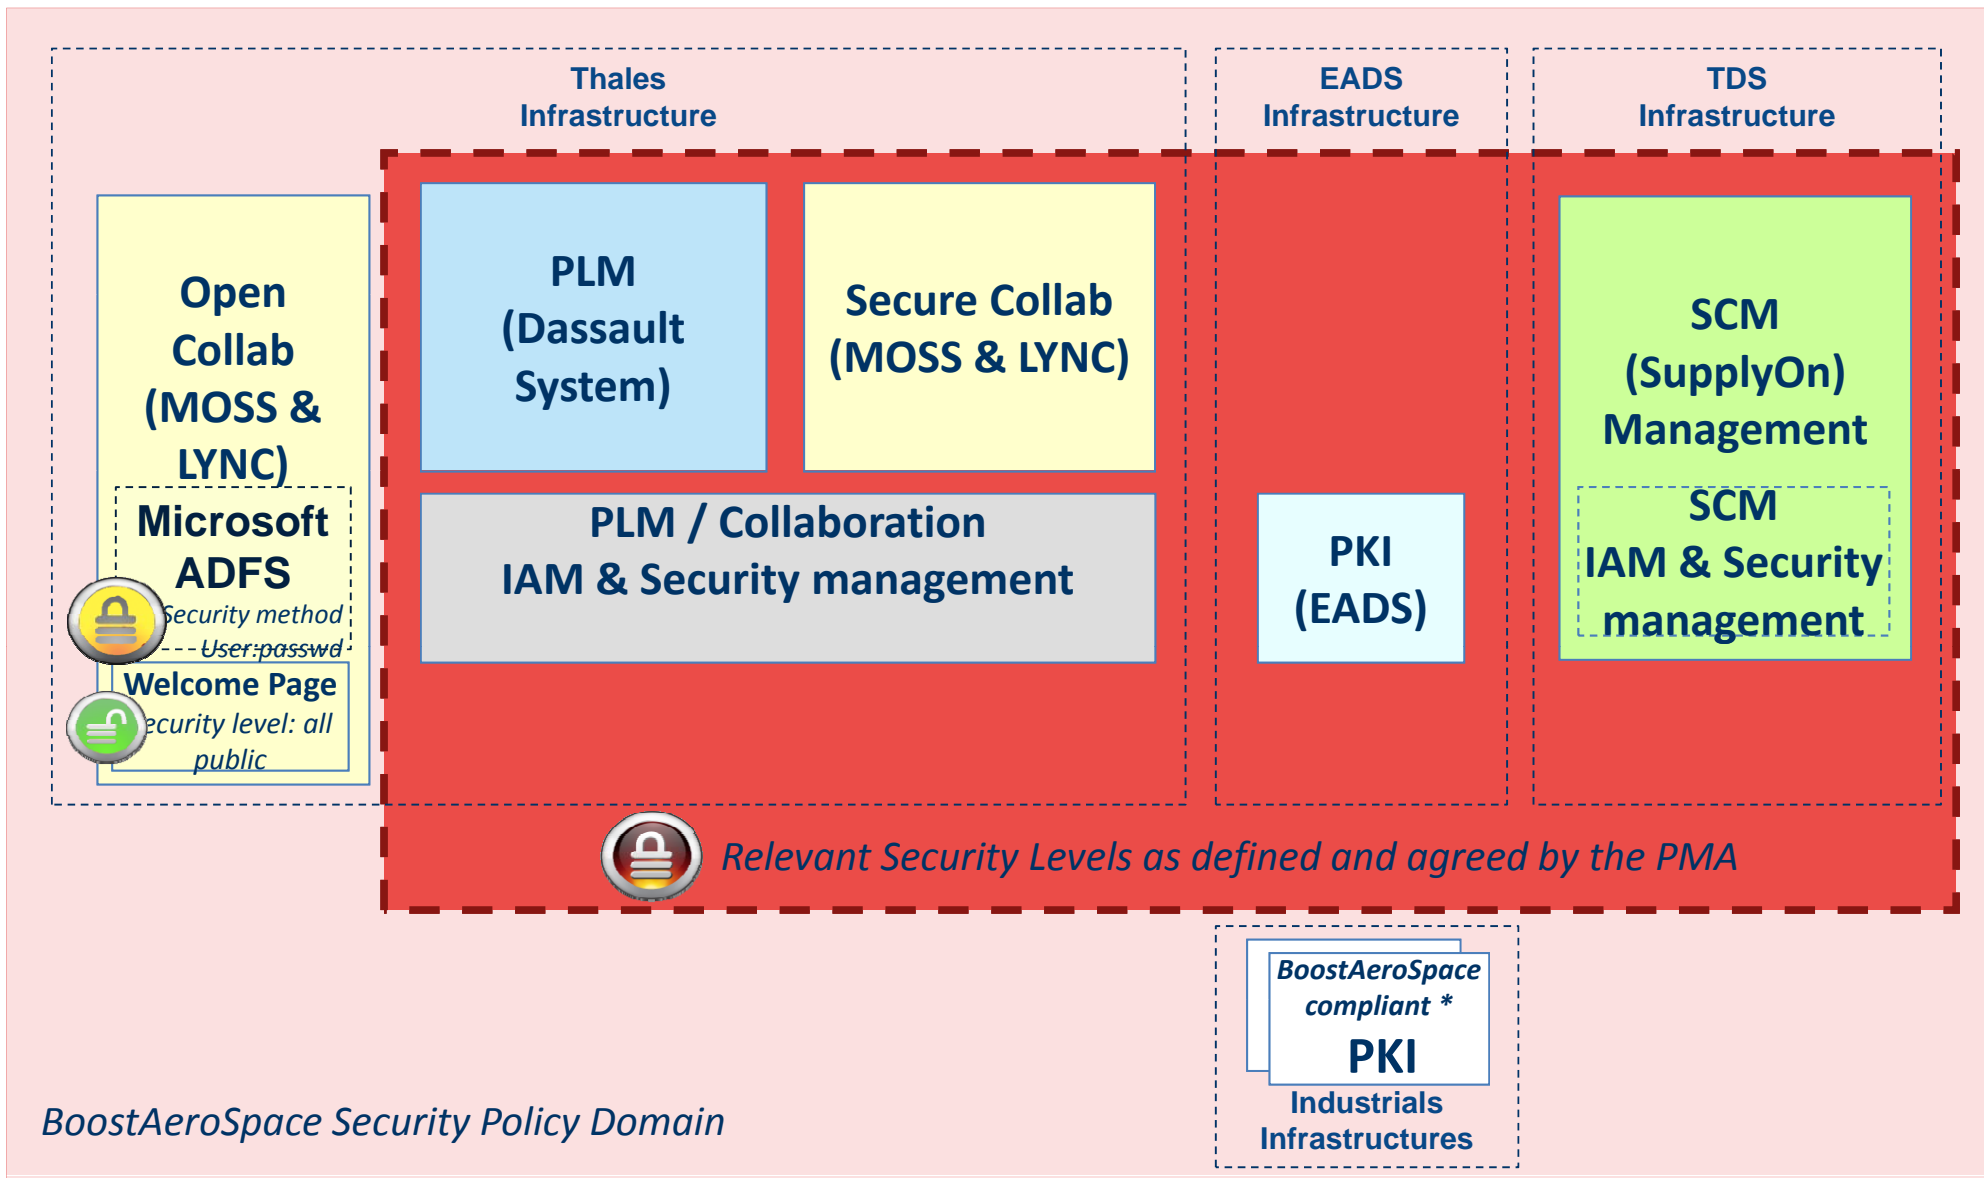 Thales
Infrastructure
EADS
Infrastructure
TDS
Infrastructure
Open
Collab
(MOSS &
LYNC)
Microsoft
ADFS
Security method
User:passwd
Welcome Page
ecurity level: all
public
PLM
(Dassault
System)
Secure Collab
(MOSS & LYNC)
PLM / Collaboration
IAM & Security management
PKI
(EADS)
SCM
(SupplyOn)
Management
SCM
IAM & Security
management
Relevant Security Levels as defined and agreed by the PMA
BoostAeroSpace
compliant *
PKI
Industrials
Infrastructures
BoostAeroSpace Security Policy Domain